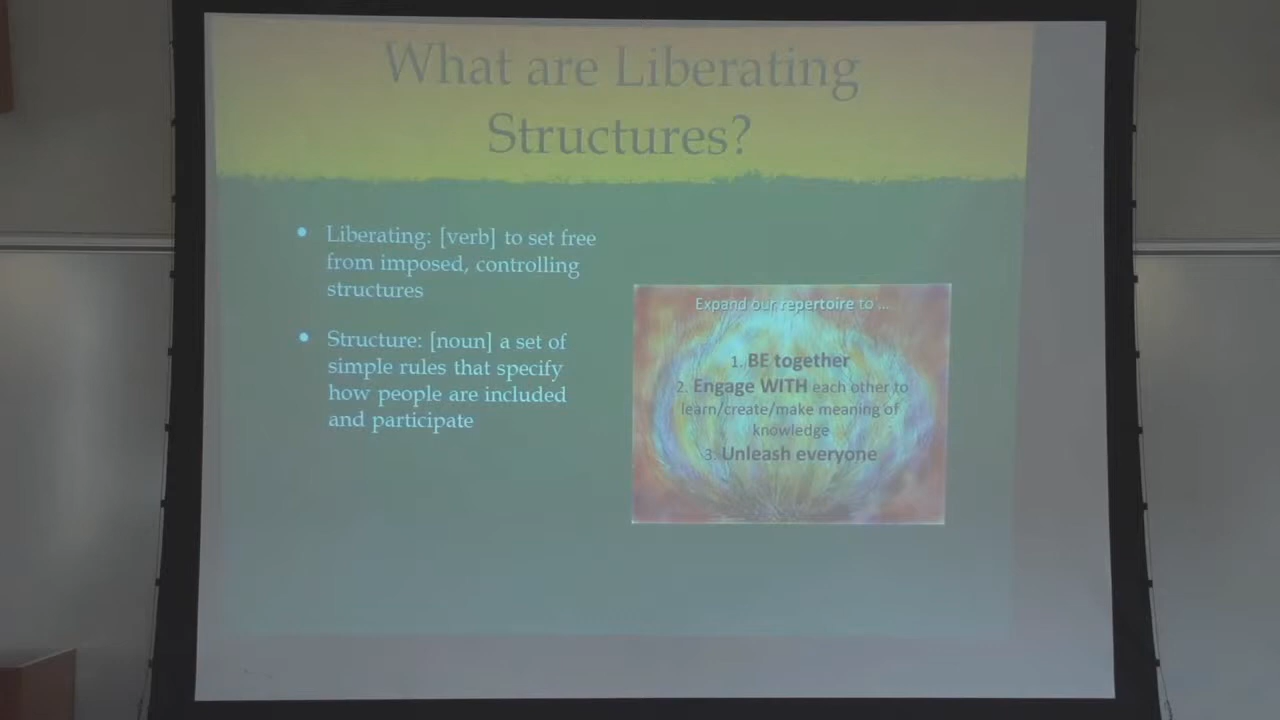 What are Liberating
Structures?
• Liberating: [verb] to set free
from imposed, controlling
structures
• Structure: [noun] a set of
simple rules that specify
how people are included
and participate
Expand our repertoire to ...
1. BE together
2. Engage WITH each other to
learn/create/make meaning of
knowledge
3. Unleash everyone